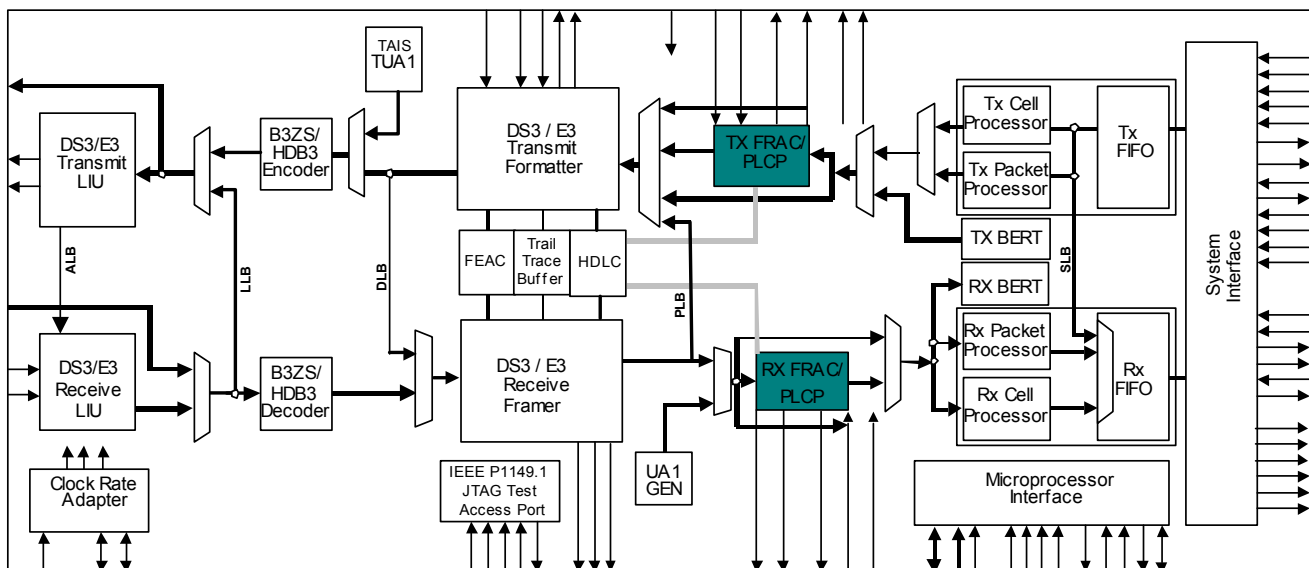 TAIS
TUA1
DS3/E3
Transmit
LIU
B3ZS/
HDB3
Encoder
DS3 / E3
Transmit
Formatter
TX FRAC/
PLCP
Tx Cell
Processor
Tx Packet
Processor
Tx
FIFO
TX BERT
RX BERT
System
Interface
ALB
LLB
DLB
FEAC
Trail
Trace
Buffer
HDLC
PLB
SLB
DS3/E3
Receive
LIU
B3ZS/
HDB3
Decoder
DS3 / E3
Receive
Framer
RX FRAC/
PLCP
Rx Packet
Processor
Rx Cell
Processor
Rx
FIFO
Clock Rate
Adapter
IEEE P1149.1
JTAG Test
Access Port
UA1
GEN
Microprocessor
Interface